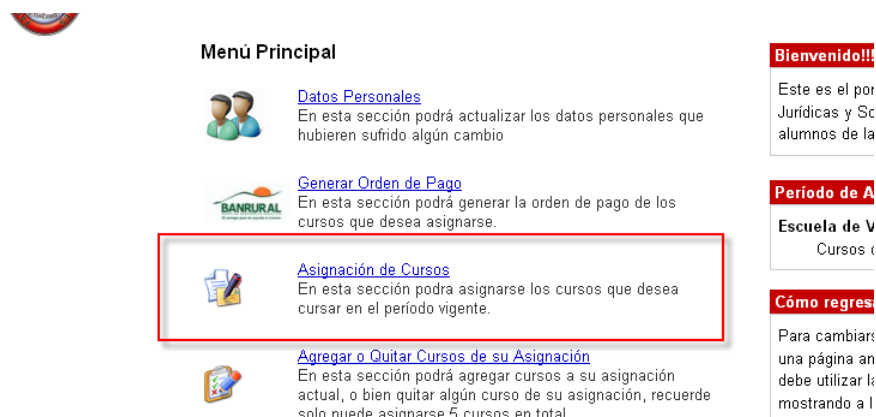 Menú Principal
Datos Personales
En esta sección podrá actualizar los datos personales que
hubieren sufrido algún cambio
BANRURAL
Generar Orden de Pago
En esta sección podrá generar la orden de pago de los
cursos que desea asignarse.
Asignación de Cursos
En esta sección podra asignarse los cursos que desea
cursar en el período vigente.
Agregar o Quitar Cursos de su Asignación
En esta sección podrá agregar cursos a su asignación
actual, o bien quitar algún curso de su asignación, recuerde
solo puede asignarse 5 cursos en total
Bienvenido!!!
Este es el por
Jurídicas y So
alumnos de la
Período de A
Escuela de V
Cursos
Cómo regresa
Para cambiars
una página an
debe utilizar la
mostrando a l